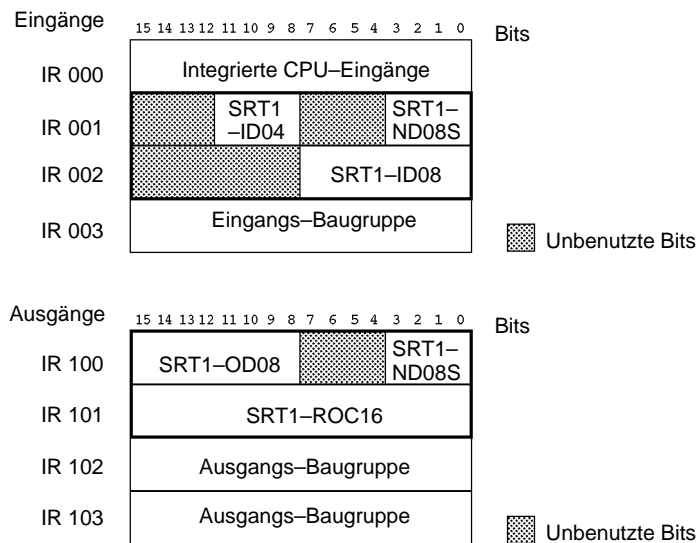 Eingänge
15 14 13 12 11 10 9 8 7 6 5 4 3 2 1 0
Bits
IR 000
Integrierte CPU–Eingänge
IR 001
SRT1
–ID04
SRT1–
ND08S
IR 002
SRT1–ID08
IR 003
Eingangs–Baugruppe
Unbenutzte Bits
Ausgänge
15 14 13 12 11 10 9 8 7 6 5 4 3 2 1 0
Bits
IR 100
SRT1–OD08
SRT1–
ND08S
IR 101
SRT1–ROC16
IR 102
Ausgangs–Baugruppe
IR 103
Ausgangs–Baugruppe
Unbenutzte Bits